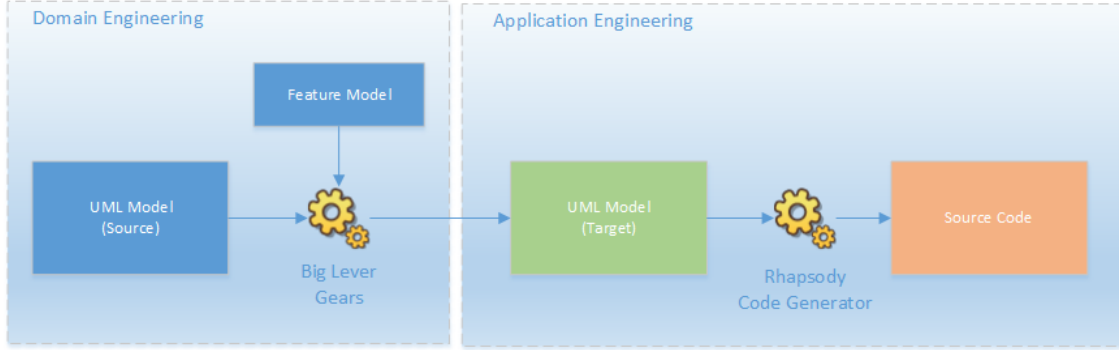 Domain Engineering
Application Engineering
Feature Model
UML Model
(Source)
Big Lever
Gears
UML Model
(Target)
Rhapsody
Code Generator
Source Code